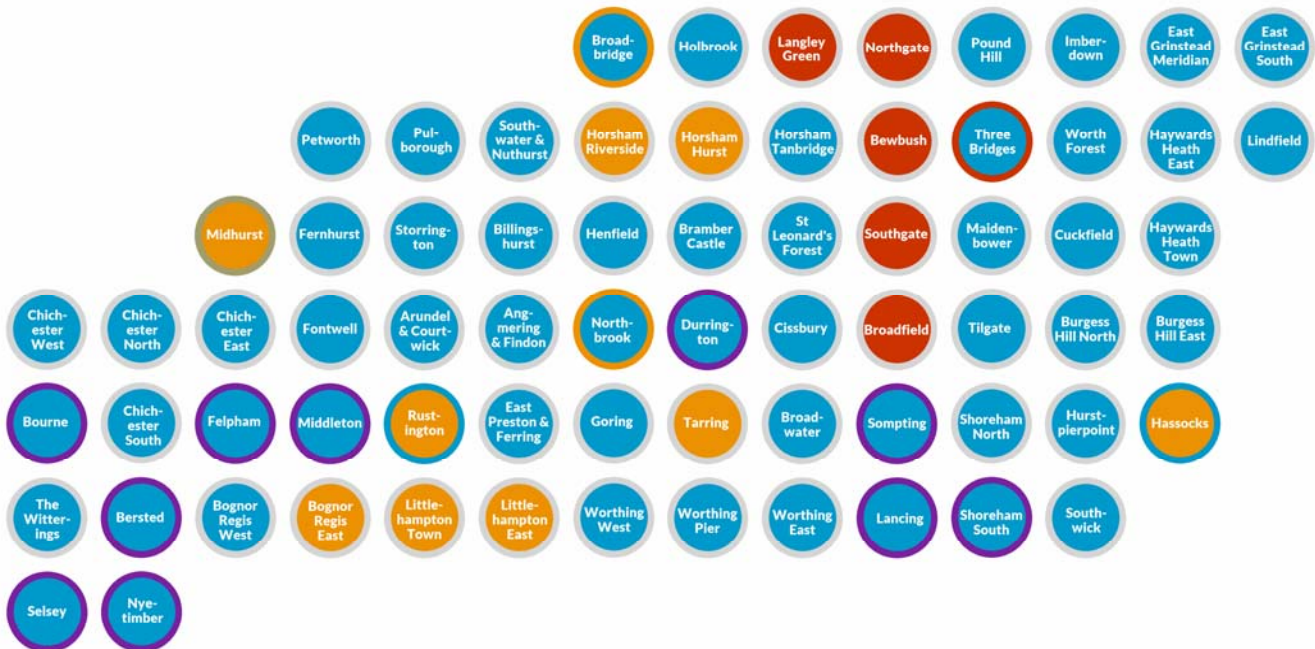 Broad-
bridge
Holbrook
Langley
Green
Northgate
Pound
Hill
Imber-
down
East
Grinstead
Meridian
East
Grinstead
South
Petworth
Pul-
borough
South-
water &
Nuthurst
Horsham
Riverside
Horsham
Hurst
Horsham
Tanbridge
Bewbush
Three
Bridges
Worth
Forest
Haywards
Heath
East
Lindfield
Midhurst
Fernhurst
Storring-
ton
Billings-
hurst
Henfield
Bramber
Castle
St
Leonard's
Forest
Southgate
Maiden-
bower
Cuckfield
Haywards
Heath
Town
Chich-
ester
West
Chich-
ester
North
Chich-
ester
East
Fontwell
Arundel
& Court-
wick
Ang-
mering
& Findon
North-
brook
Durring-
ton
Cissbury
Broadfield
Tilgate
Burgess
Hill North
Burgess
Hill East
Bourne
Chich-
ester
South
Felpham
Middleton
Rust-
ington
East
Preston &
Ferring
Goring
Tarring
Broad-
water
Sompting
Shoreham
North
Hurst-
pierpoint
Hassocks
The
Witter-
ings
Bersted
Bognor
Regis
West
Bognor
Regis
East
Little-
hampton
Town
Little-
hampton
East
Worthing
West
Worthing
Pier
Worthing
East
Lancing
Shoreham
South
South-
wick
Selsey
Nye-
timber